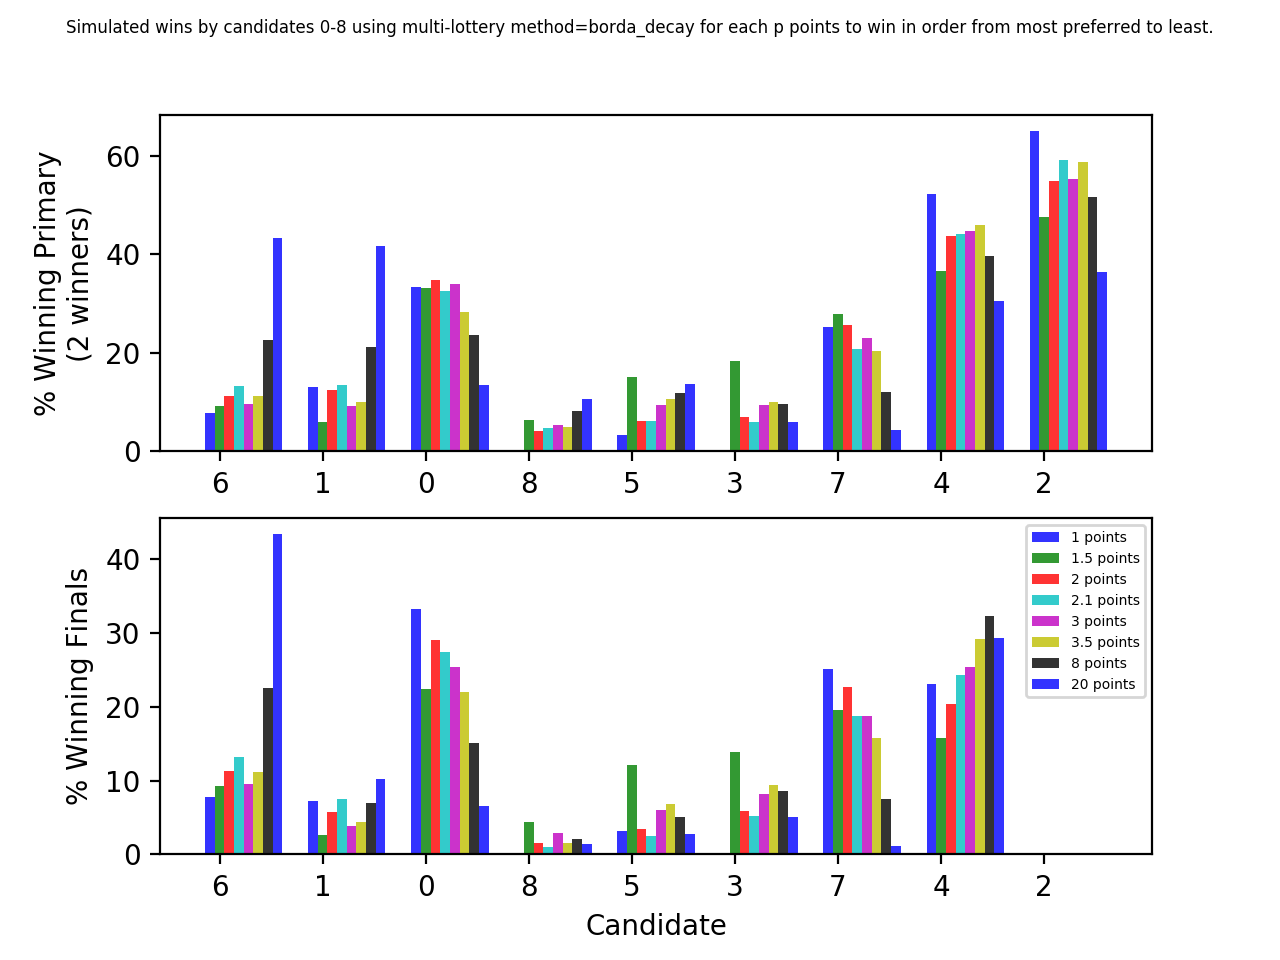 Simulated wins by candidates 0-8 using multi-lottery method=borda_decay for each p points to win in order from most preferred to least.
% Winning Primary
(2 winners)
60
40
20
0
6 1 0 8 5 3 7 4 2
% Winning Finals
40
30
20
10
0
1 points
1.5 points
2 points
2.1 points
3 points
3.5 points
8 points
20 points
6 1 0 8 5 3 7 4 2
Candidate